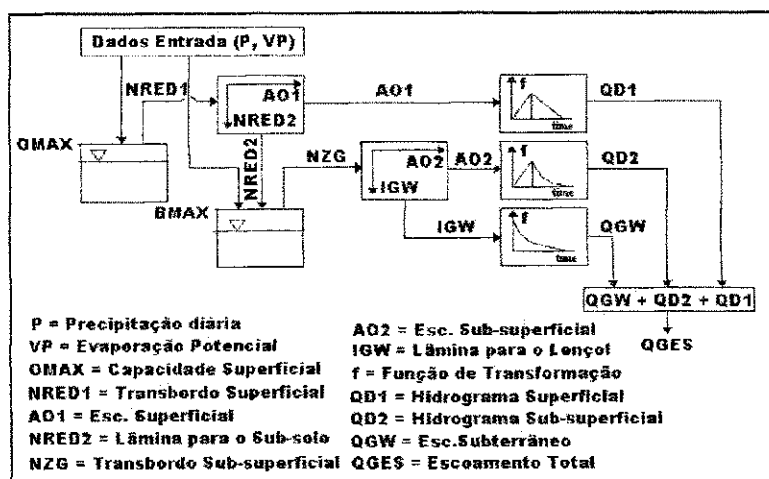 Dados Entrada (P, VP)
NRED1
AO1
NRED2
AO1
f
time
QD1
OMAX
NRED2
BMAX
NZG
AO2
IGW
AO2
f
time
QD2
IGW
f
time
QGW
QGW + QD2 + QD1
QGES
P = Precipitação diária
VP = Evaporação Potencial
OMAX = Capacidade Superficial
NRED1 = Transbordo Superficial
AO1 = Esc. Superficial
NRED2 = Lâmina para o Sub-solo
NZG = Transbordo Sub-superficial
AO2 = Esc. Sub-superficial
IGW = Lâmina para o Lençol
f = Função de Transformação
QD1 = Hidrograma Superficial
QD2 = Hidrograma Sub-superficial
QGW = Esc.Subterrâneo
QGES = Escoamento Total